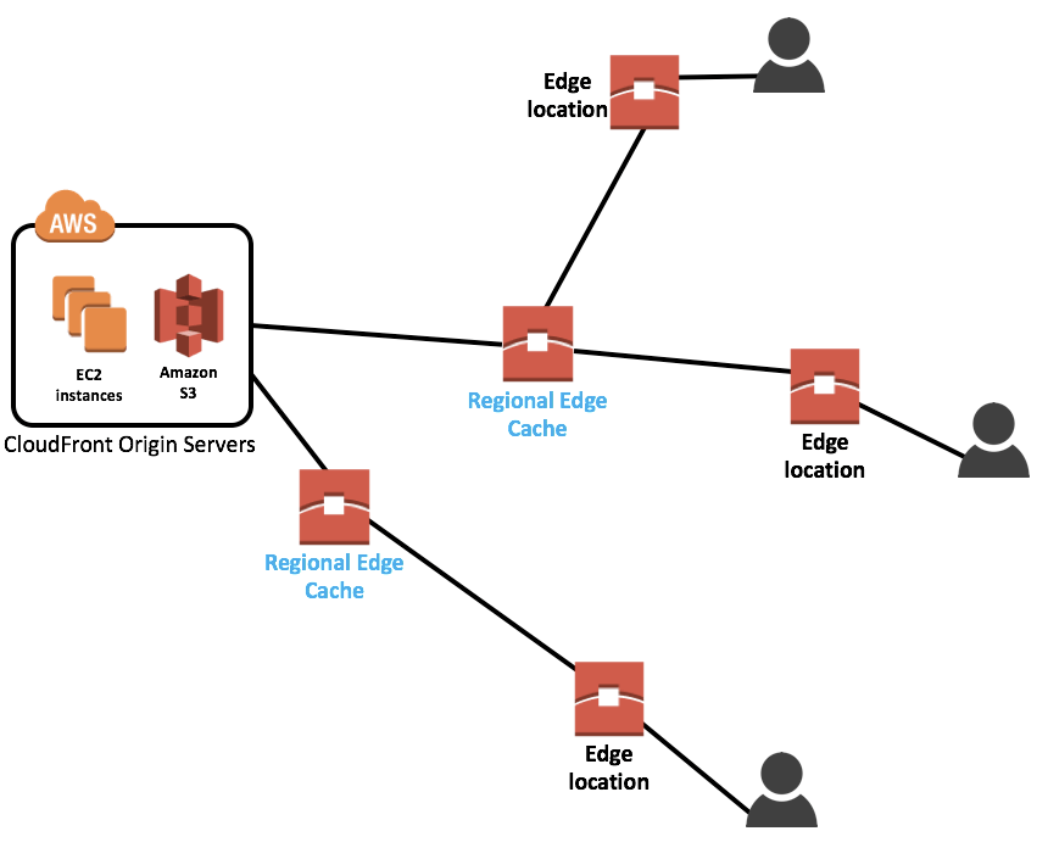 Edge
location
AWS
EC2
instances
Amazon
S3
CloudFront Origin Servers
Regional Edge
Cache
Edge
location
Regional Edge
Cache
Edge
location